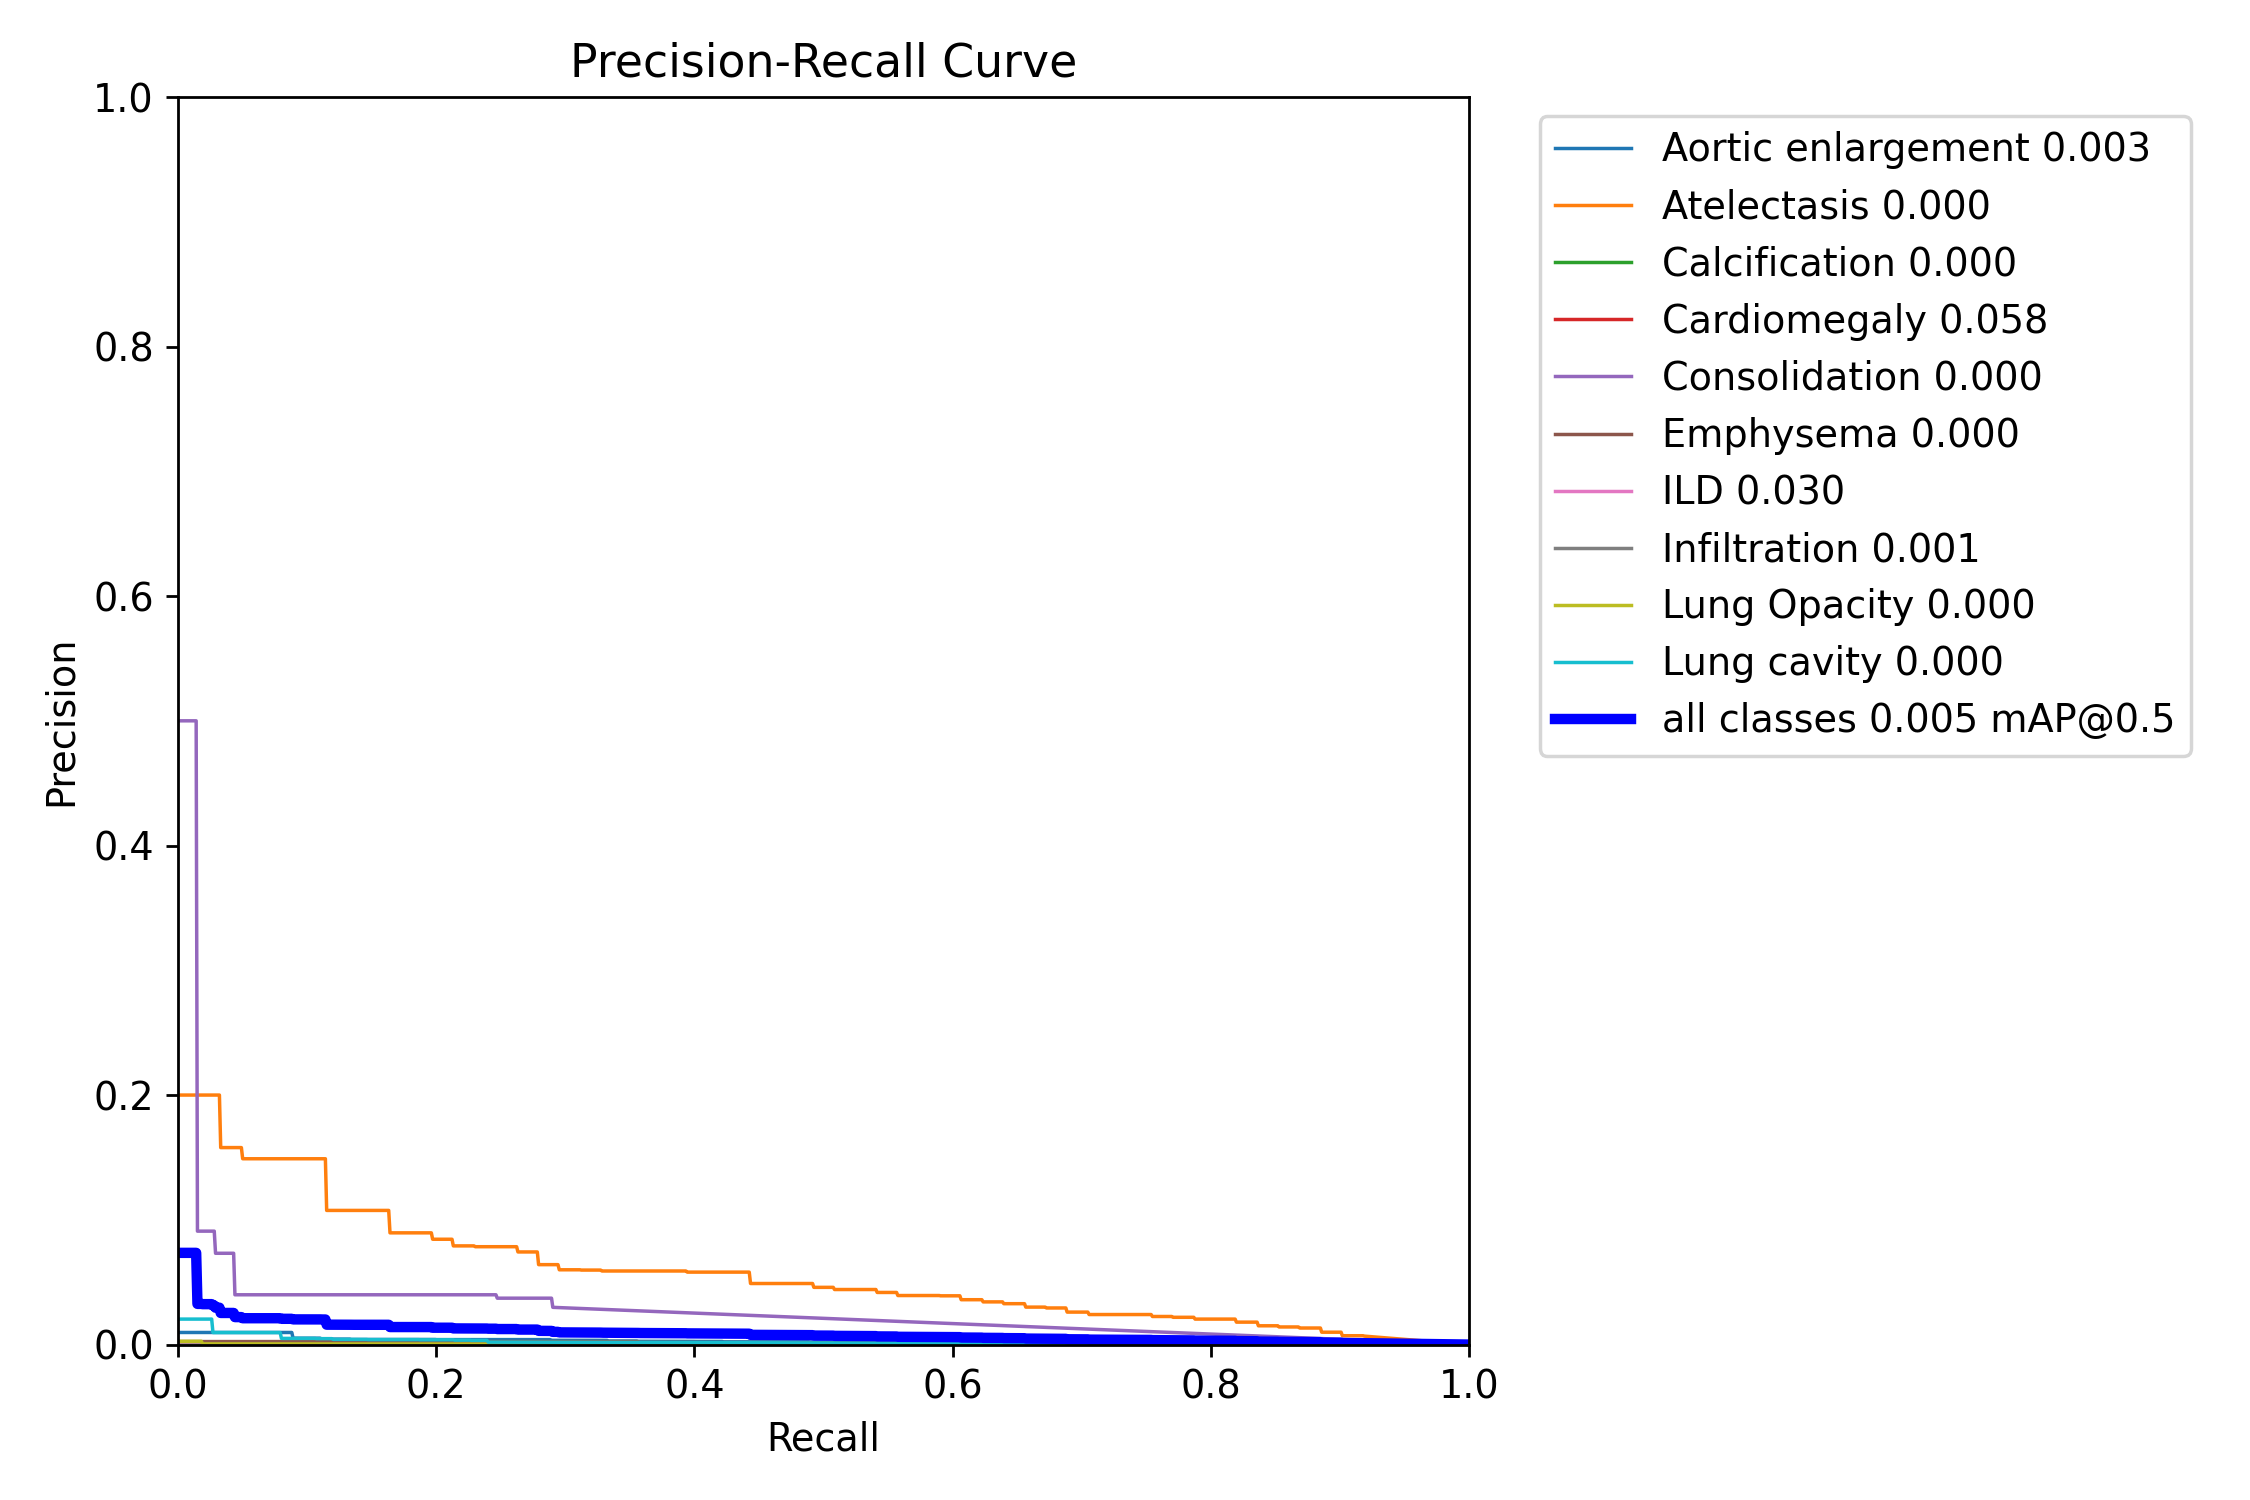 Precision-Recall Curve
1.0
0.8
0.6
0.4
0.2
0.0
Precision
0.0 0.2 0.4 0.6 0.8 1.0
Recall
Aortic enlargement 0.003
Atelectasis 0.000
Calcification 0.000
Cardiomegaly 0.058
Consolidation 0.000
Emphysema 0.000
ILD 0.030
Infiltration 0.001
Lung Opacity 0.000
Lung cavity 0.000
all classes 0.005 mAP@0.5